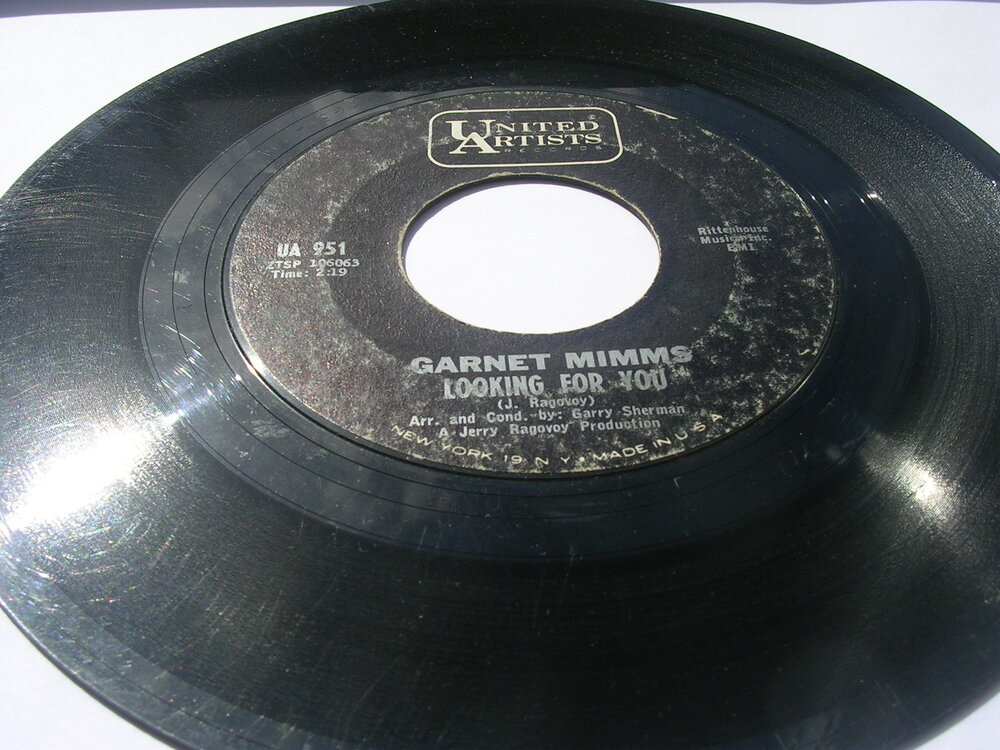 UNITED
ARTISTS
RECORDS
®
UA 951
ZTSP 106063
Time: 2:19
Rittenhouse
Music, Inc.
BMI
GARNET MIMMS
LOOKING FOR YOU
(J. Ragovoy)
Arr. and Cond. by: Garry Sherman
A Jerry Ragovoy Production
NEW YORK 19 N Y • MADE IN U S A